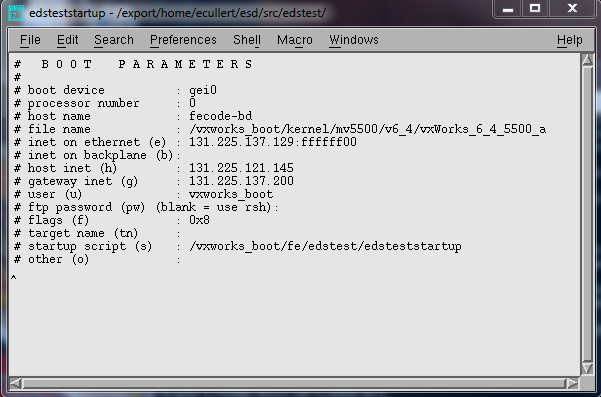 edsteststartup - /export/home/ecullert/esd/src/edstest/
File Edit Search Preferences Shell Macro Windows Help
# B O O T P A R A M E T E R S
#
# boot device : gei0
# processor number : 0
# host name : fecode-bd
# file name : /vxworks_boot/kernel/mv5500/v6_4/vxWorks_6_4_5500_a
# inet on ethernet (e) : 131.225.137.129:ffffff00
# inet on backplane (b):
# host inet (h) : 131.225.121.145
# gateway inet (g) : 131.225.137.200
# user (u) : vxworks_boot
# ftp password (pw) (blank = use rsh):
# flags (f) : 0x8
# target name (tn) :
# startup script (s) : /vxworks_boot/fe/edstest/edsteststartup
# other (o) :
^